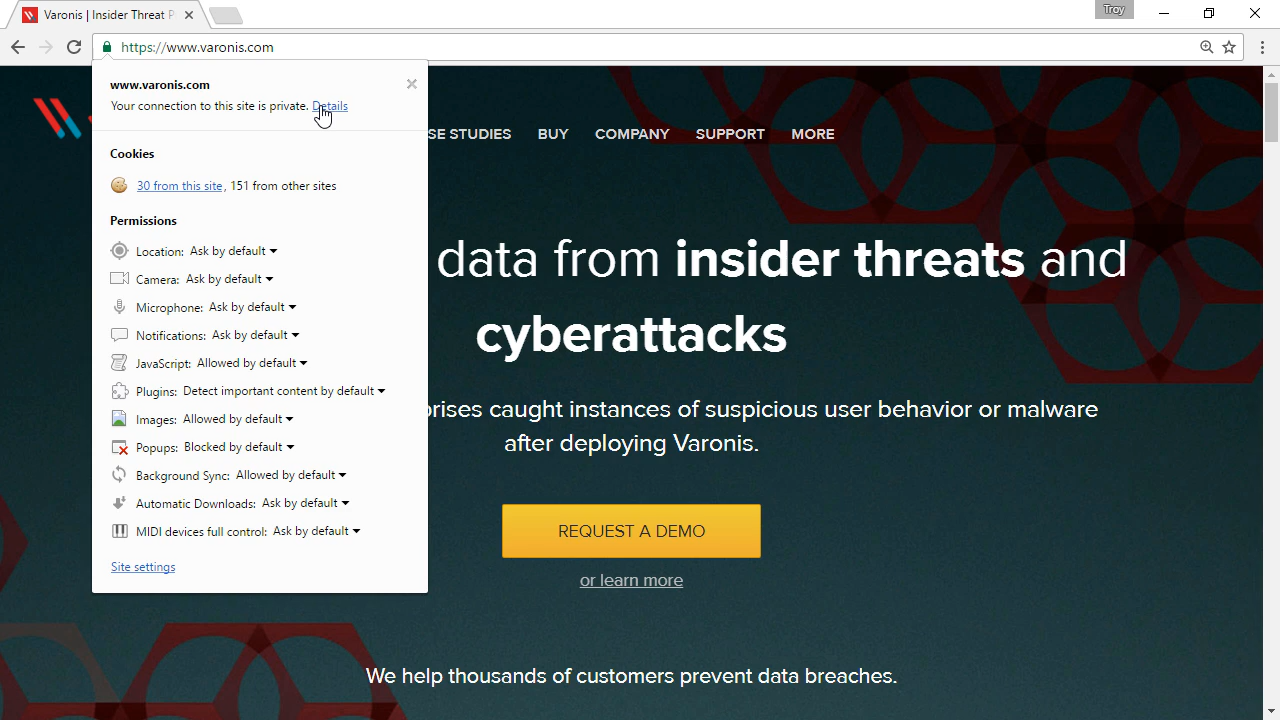 Varonis | Insider Threat P
Troy
https://www.varonis.com
www.varonis.com
Your connection to this site is private. Details
Cookies
30 from this site, 151 from other sites
Permissions
Location: Ask by default
Camera: Ask by default
Microphone: Ask by default
Notifications: Ask by default
JavaScript: Allowed by default
Plugins: Detect important content by default
Images: Allowed by default
Popups: Blocked by default
Background Sync: Allowed by default
Automatic Downloads: Ask by default
MIDI devices full control: Ask by default
Site settings
SE STUDIES BUY COMPANY SUPPORT MORE
data from insider threats and
cyberattacks
rises caught instances of suspicious user behavior or malware
after deploying Varonis.
REQUEST A DEMO
or learn more
We help thousands of customers prevent data breaches.